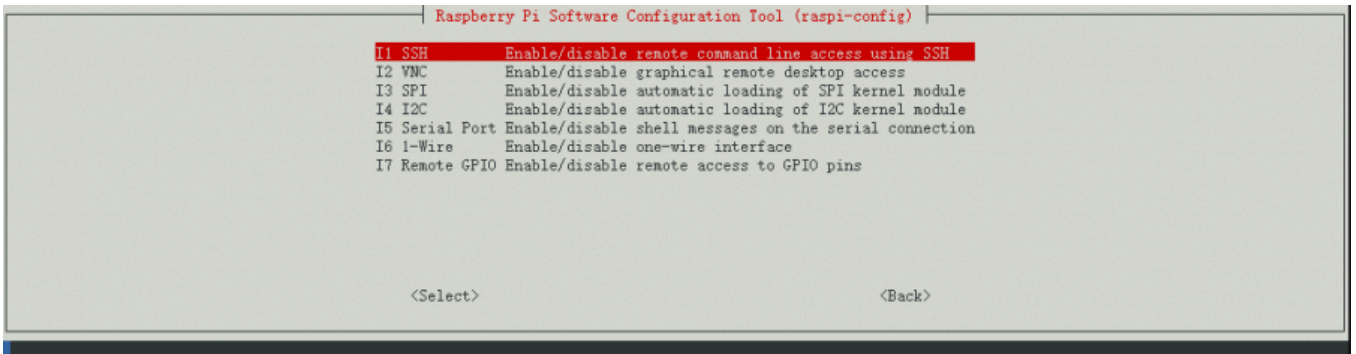 Raspberry Pi Software Configuration Tool (raspi-config)
I1 SSH Enable/disable remote command line access using SSH
I2 VNC Enable/disable graphical remote desktop access
I3 SPI Enable/disable automatic loading of SPI kernel module
I4 I2C Enable/disable automatic loading of I2C kernel module
I5 Serial Port Enable/disable shell messages on the serial connection
I6 1-Wire Enable/disable one-wire interface
I7 Remote GPIO Enable/disable remote access to GPIO pins
<Select> <Back>